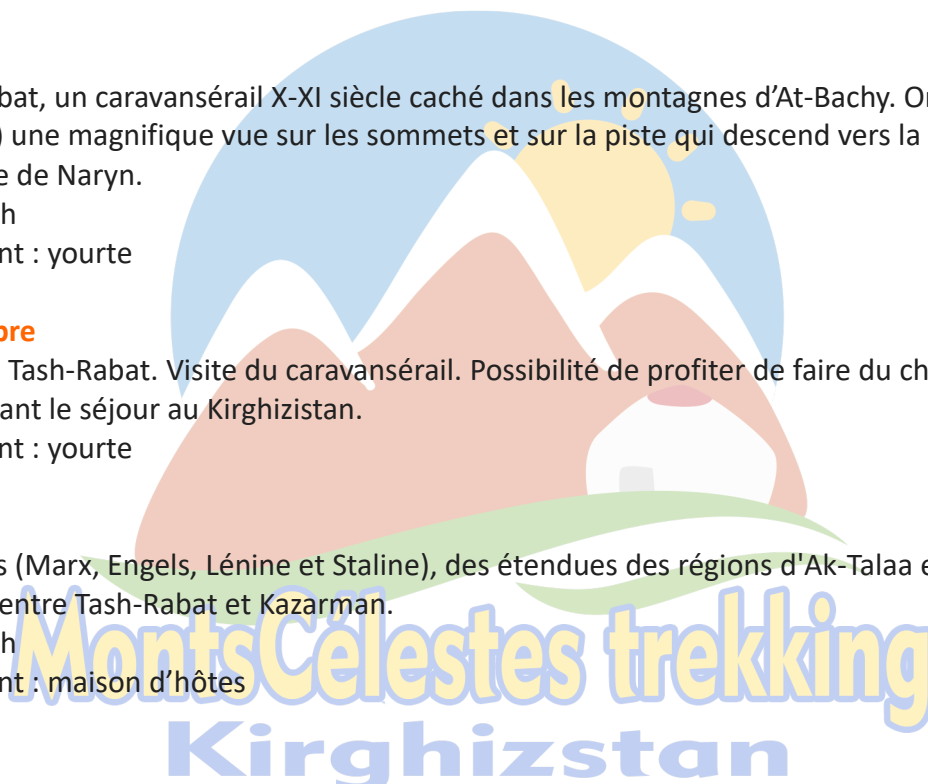 bat, un caravansérail X-XI siècle caché dans les montagnes d’At-Bachy. O
) une magnifique vue sur les sommets et sur la piste qui descend vers la
e de Naryn.
h
nt : yourte
bre
Tash-Rabat. Visite du caravansérail. Possibilité de profiter de faire du ch
ant le séjour au Kirghizistan.
nt : yourte
s (Marx, Engels, Lénine et Staline), des étendues des régions d'Ak-Talaa e
entre Tash-Rabat et Kazarman.
h
nt : maison d’hôtes
MontsCélestes trekking
Kirghizstan